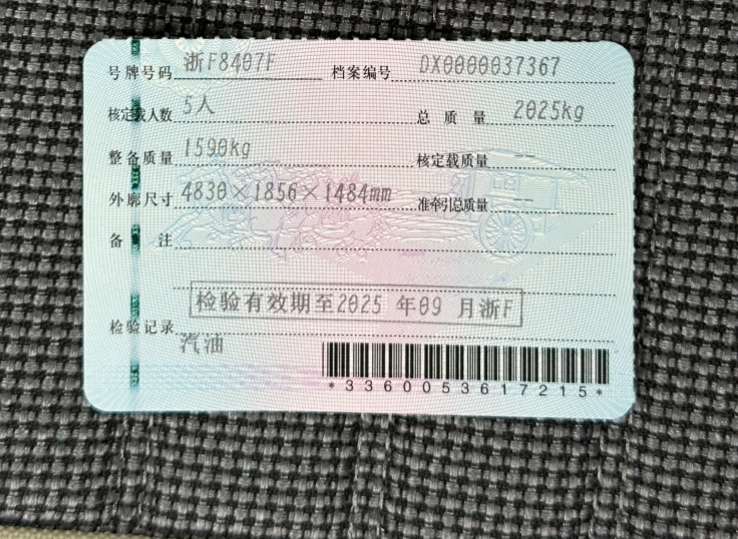 号牌号码 浙F8407F 档案编号 DX0000037367
核定载人数 5人 总质量 2025kg
整备质量 1590kg 核定载质量 --
外廓尺寸 4830×1856×1484mm 准牵引总质量 --
备注
检验有效期至2025 年09 月浙F
检验记录
汽油
*3360053617215*